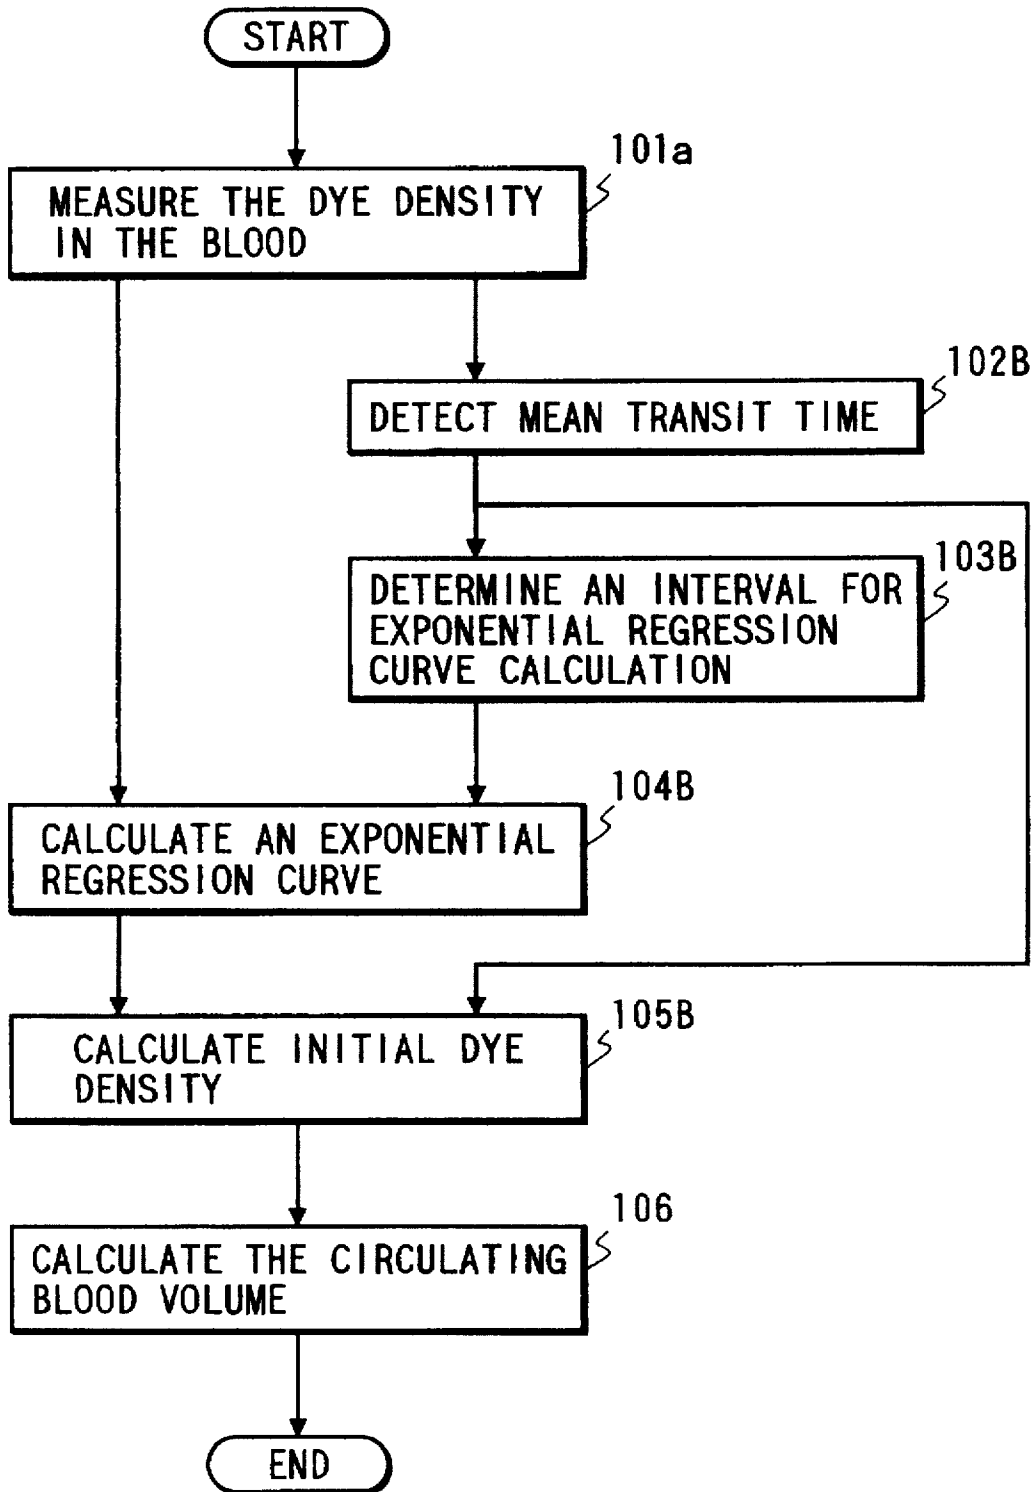 START
101a
MEASURE THE DYE DENSITY
IN THE BLOOD
102B
DETECT MEAN TRANSIT TIME
103B
DETERMINE AN INTERVAL FOR
EXPONENTIAL REGRESSION
CURVE CALCULATION
104B
CALCULATE AN EXPONENTIAL
REGRESSION CURVE
105B
CALCULATE INITIAL DYE
DENSITY
106
CALCULATE THE CIRCULATING
BLOOD VOLUME
END